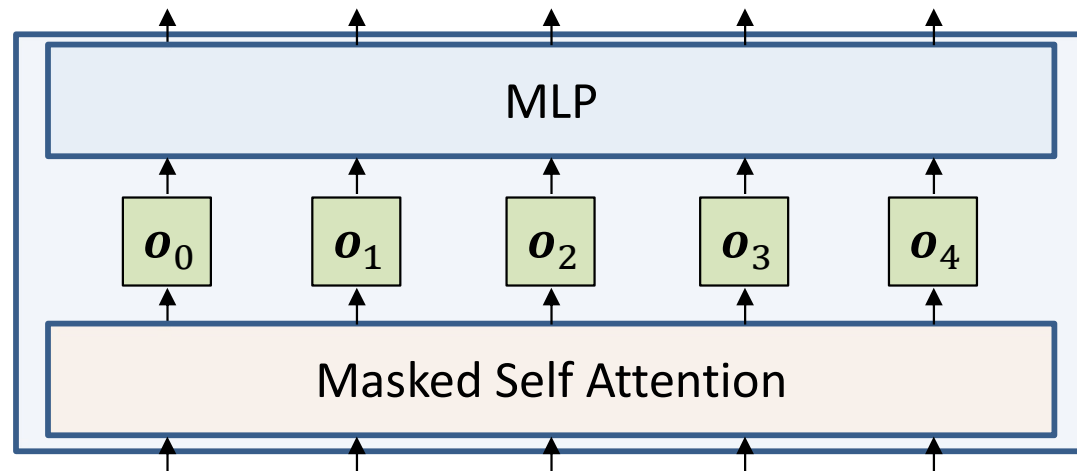 MLP
o₀ o₁ o₂ o₃ o₄
Masked Self Attention